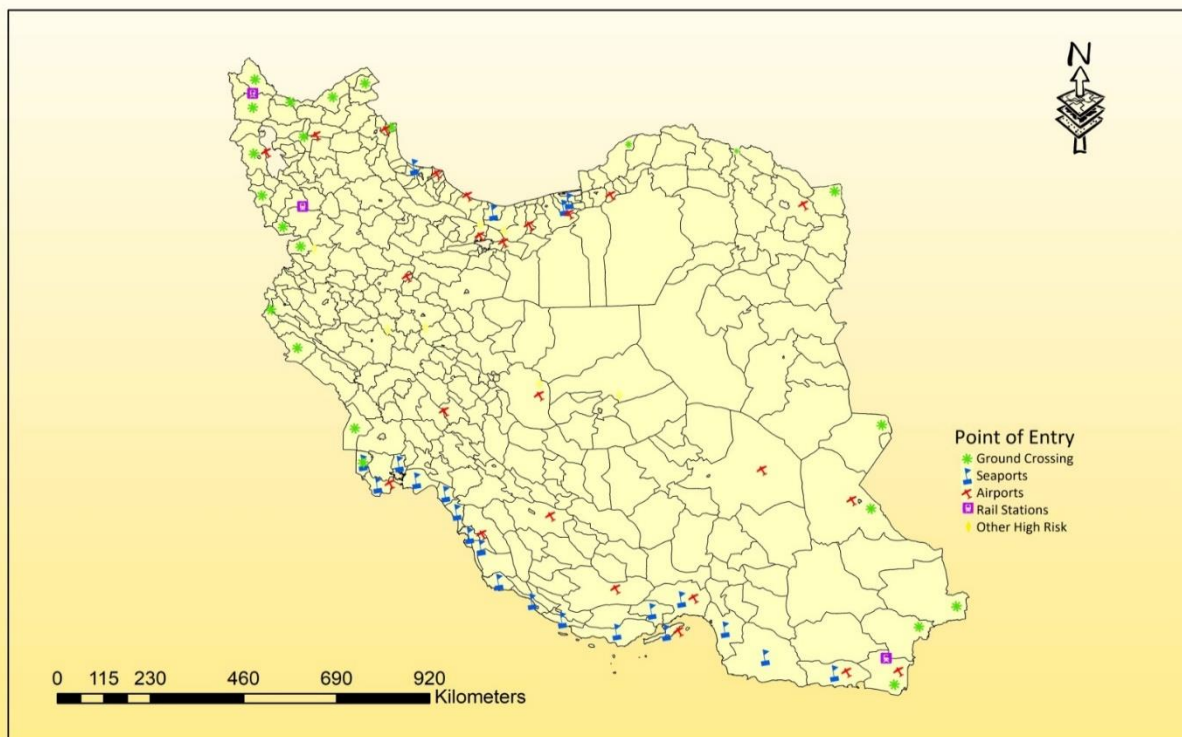 N
Point of Entry
Ground Crossing
Seaports
Airports
Rail Stations
Other High Risk
0 115 230 460 690 920
Kilometers